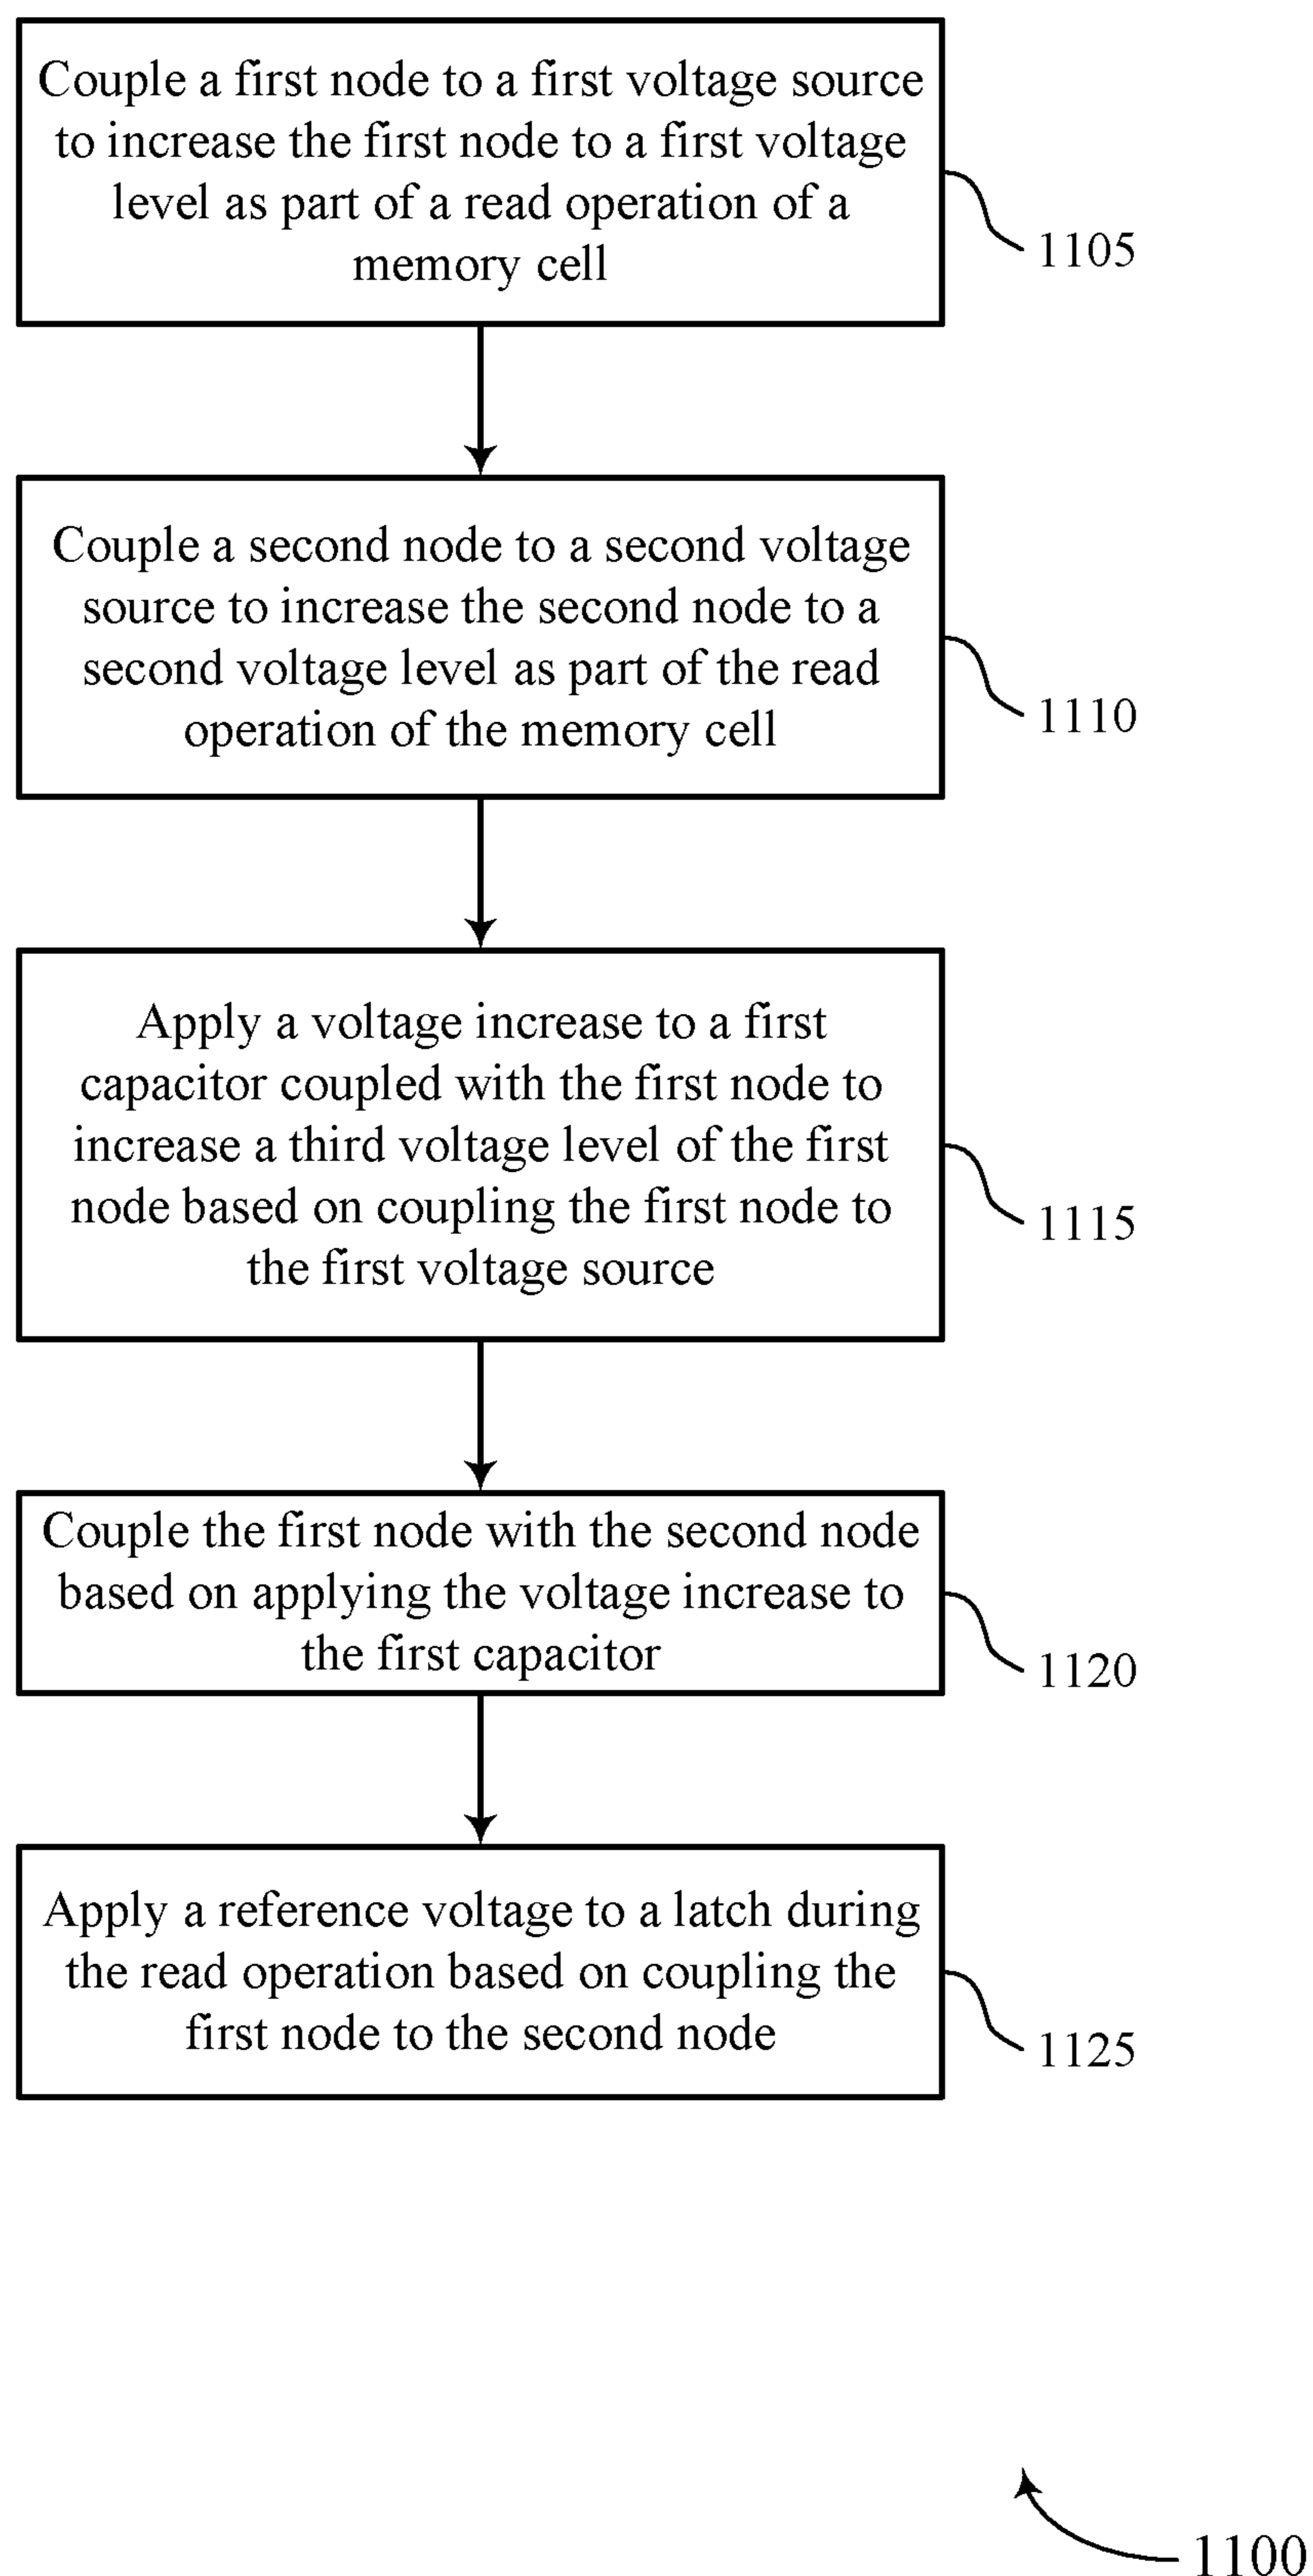 Couple a first node to a first voltage source
to increase the first node to a first voltage
level as part of a read operation of a
memory cell
1105
Couple a second node to a second voltage
source to increase the second node to a
second voltage level as part of the read
operation of the memory cell
1110
Apply a voltage increase to a first
capacitor coupled with the first node to
increase a third voltage level of the first
node based on coupling the first node to
the first voltage source
1115
Couple the first node with the second node
based on applying the voltage increase to
the first capacitor
1120
Apply a reference voltage to a latch during
the read operation based on coupling the
first node to the second node
1125
1100